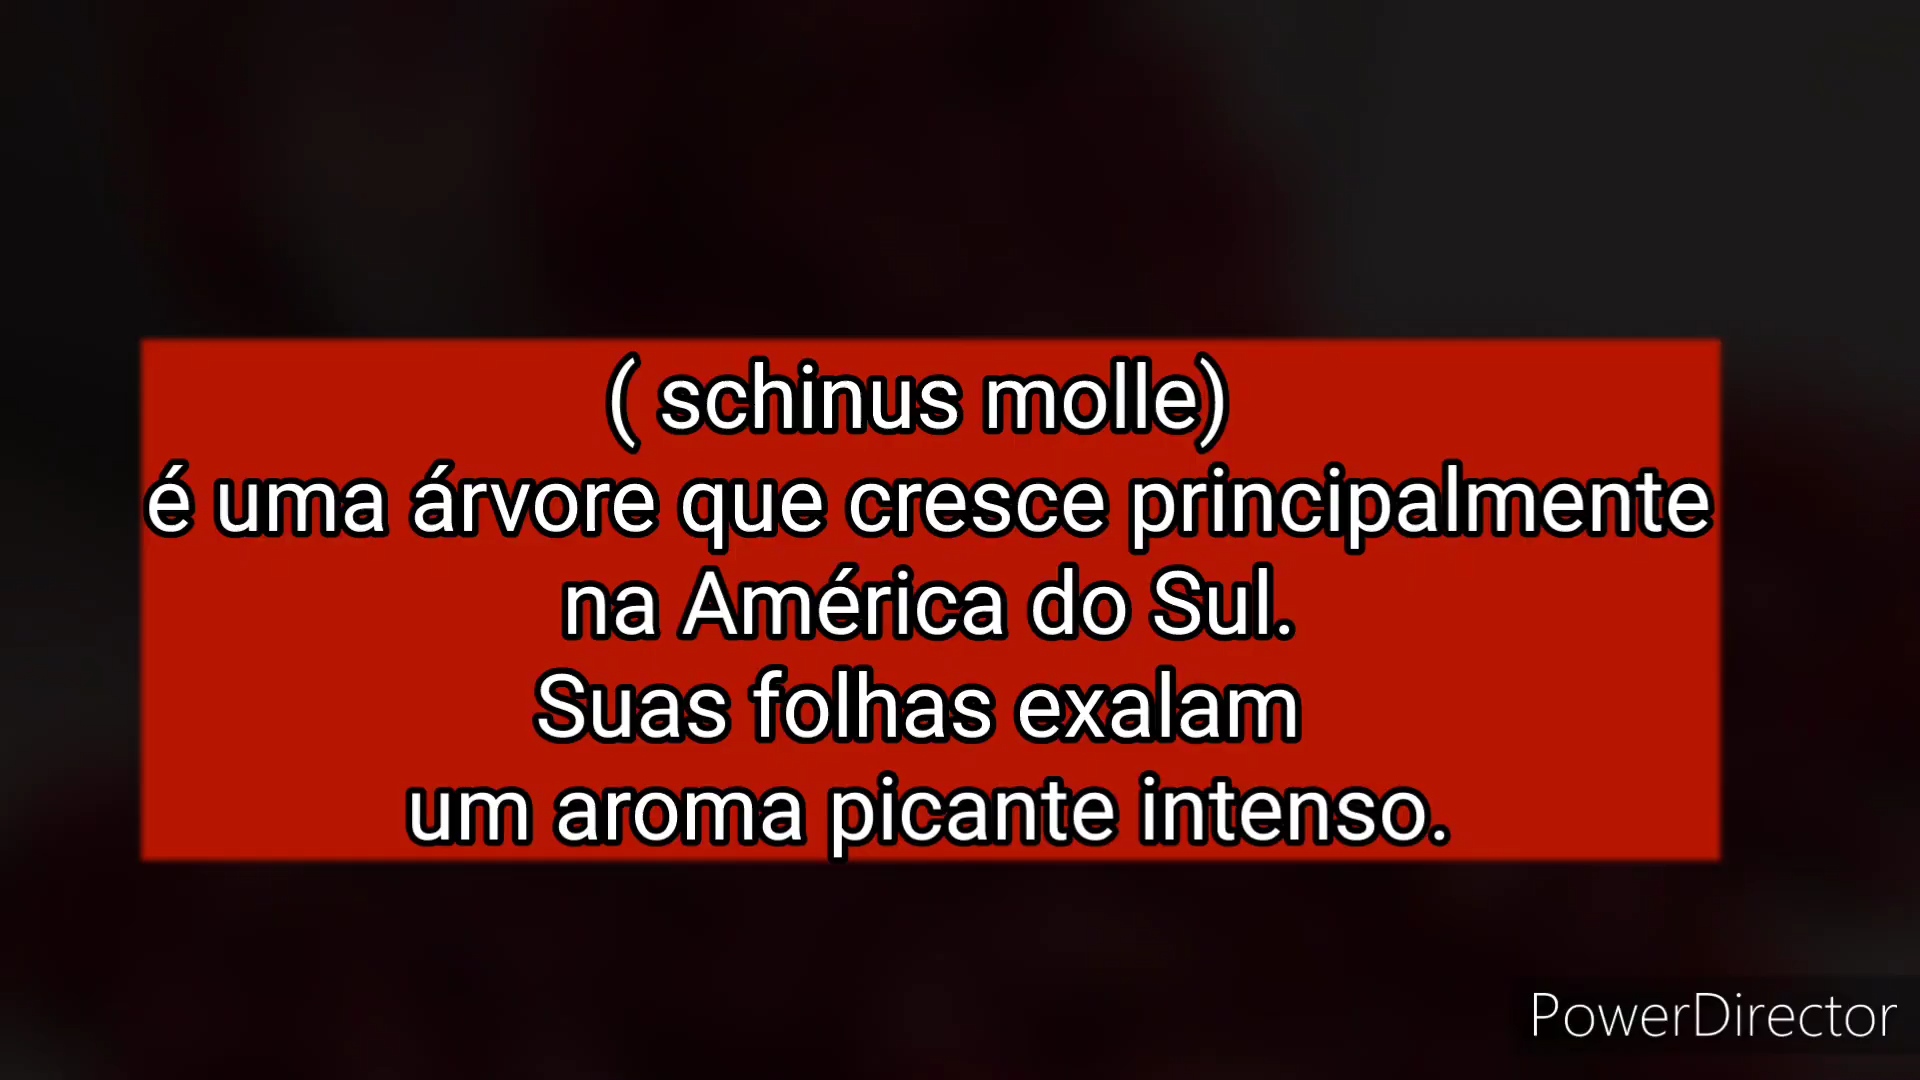 ( schinus molle)
é uma árvore que cresce principalmente
na América do Sul.
Suas folhas exalam
um aroma picante intenso.
PowerDirector